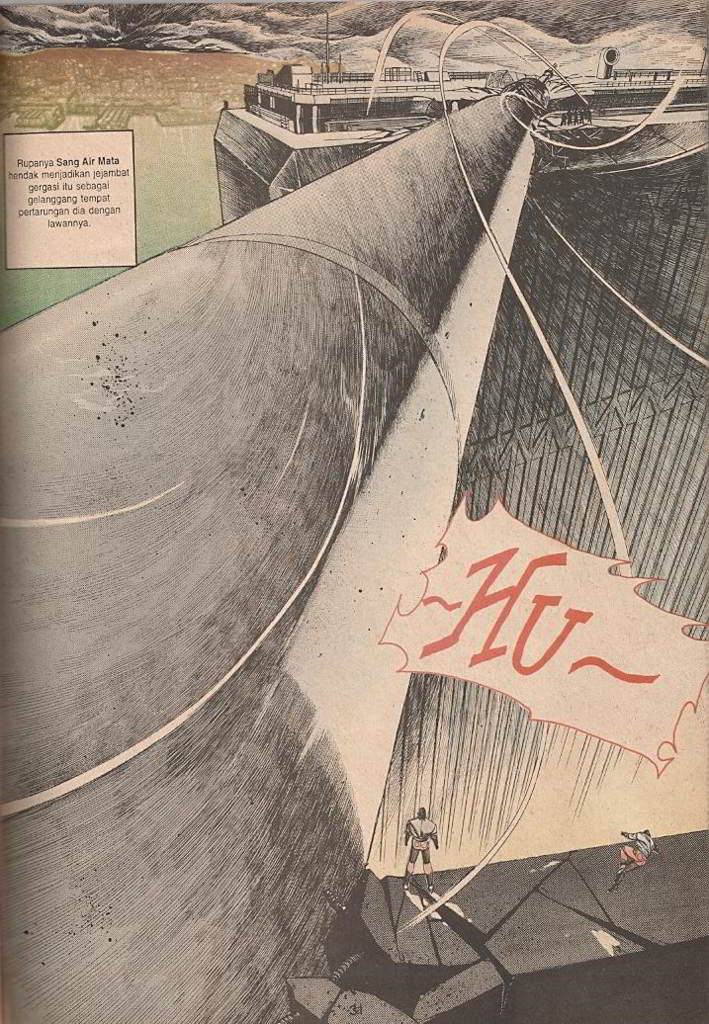 Rupanya Sang Air Mata
hendak menjadikan jejambat
gergasi itu sebagai
gelanggang tempat
pertarungan dia dengan
lawannya.
~HU~
31